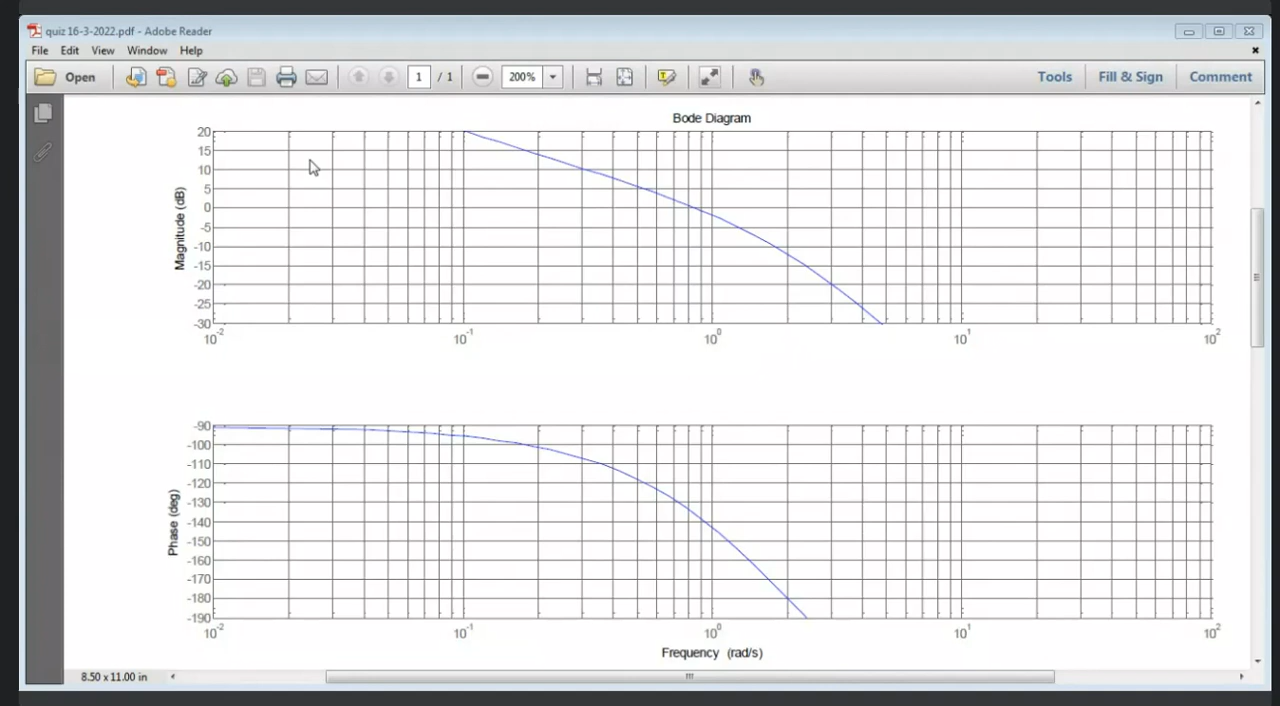 quiz 16-3-2022.pdf - Adobe Reader
File Edit View Window Help
Open 1 / 1 200% Tools Fill & Sign Comment
Bode Diagram
Magnitude (dB)
20
15
10
5
0
-5
-10
-15
-20
-25
-30
10-2 10-1 100 101 102
Phase (deg)
-90
-100
-110
-120
-130
-140
-150
-160
-170
-180
-190
10-2 10-1 100 101 102
Frequency (rad/s)
8.50 x 11.00 in